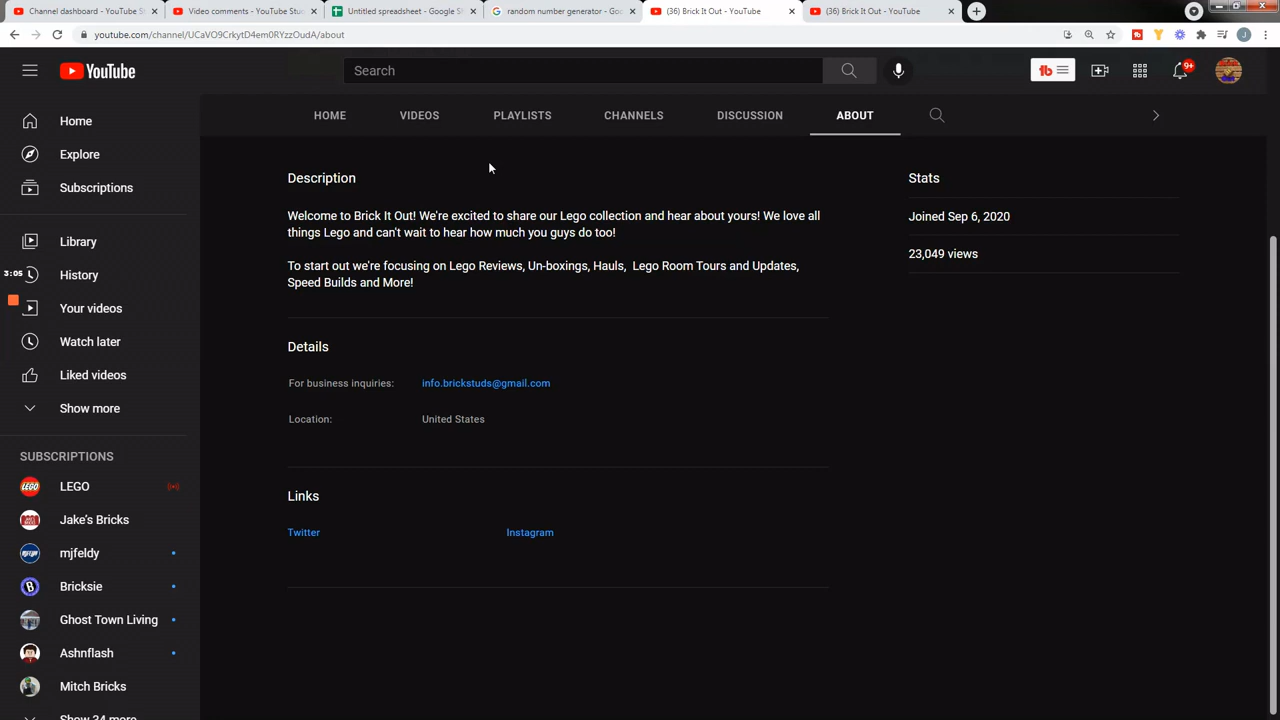 Channel dashboard - YouTube St
Video comments - YouTube Stud
Untitled spreadsheet - Google S
random number generator - Goo
(36) Brick It Out - YouTube
(36) Brick It Out - YouTube
youtube.com/channel/UCaVO9CrkytD4em0RYzzOudA/about
YouTube
Search
9+
Home
Explore
Subscriptions
Library
3:05
History
Your videos
Watch later
Liked videos
Show more
SUBSCRIPTIONS
LEGO
Jake's Bricks
mjfeldy
Bricksie
Ghost Town Living
Ashnflash
Mitch Bricks
Show 34 more
HOME
VIDEOS
PLAYLISTS
CHANNELS
DISCUSSION
ABOUT
Description
Welcome to Brick It Out! We're excited to share our Lego collection and hear about yours! We love all
things Lego and can't wait to hear how much you guys do too!
To start out we're focusing on Lego Reviews, Un-boxings, Hauls, Lego Room Tours and Updates,
Speed Builds and More!
Details
For business inquiries: info.brickstuds@gmail.com
Location: United States
Links
Twitter
Instagram
Stats
Joined Sep 6, 2020
23,049 views